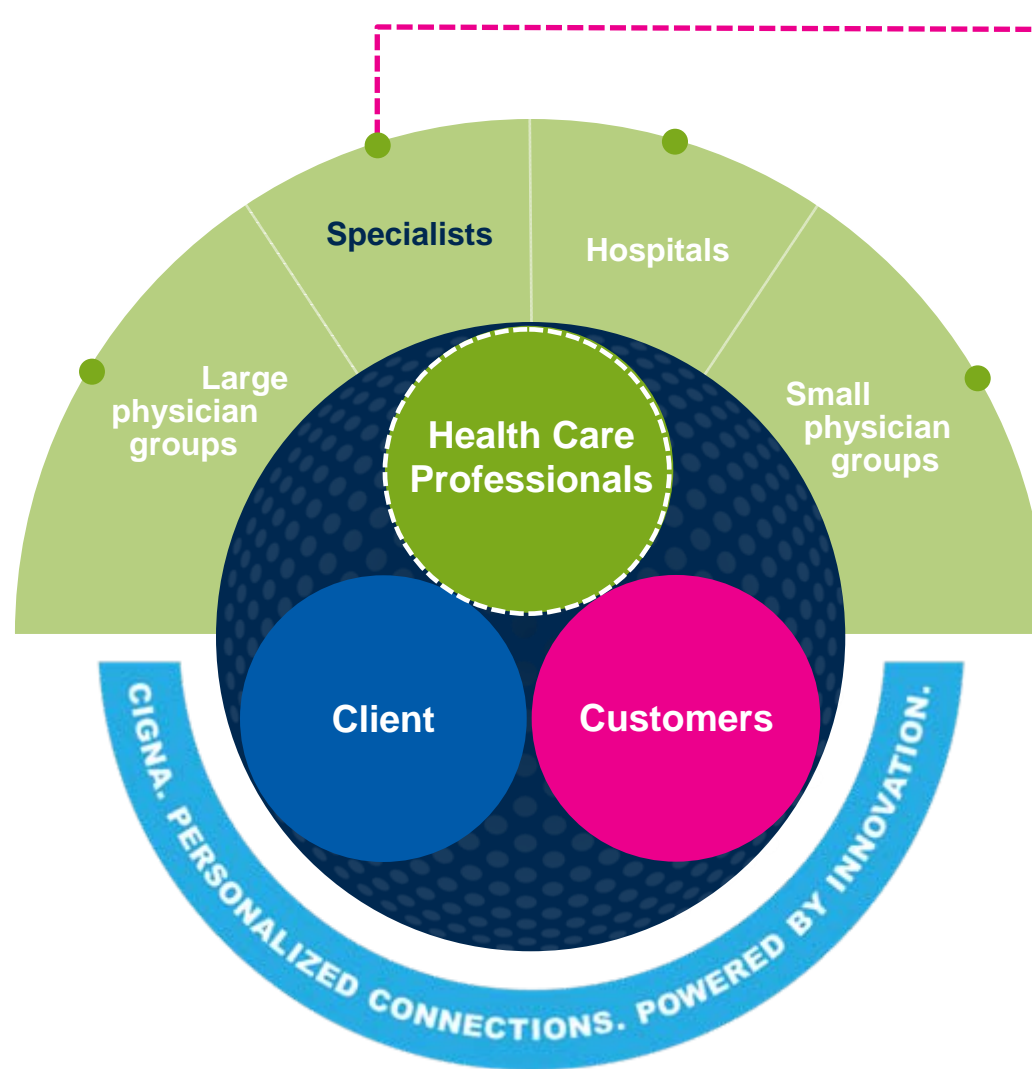 Specialists
Hospitals
Large
physician
groups
Small
physician
groups
Health Care
Professionals
Client
Customers
CIGNA. PERSONALIZED CONNECTIONS. POWERED BY INNOVATION.